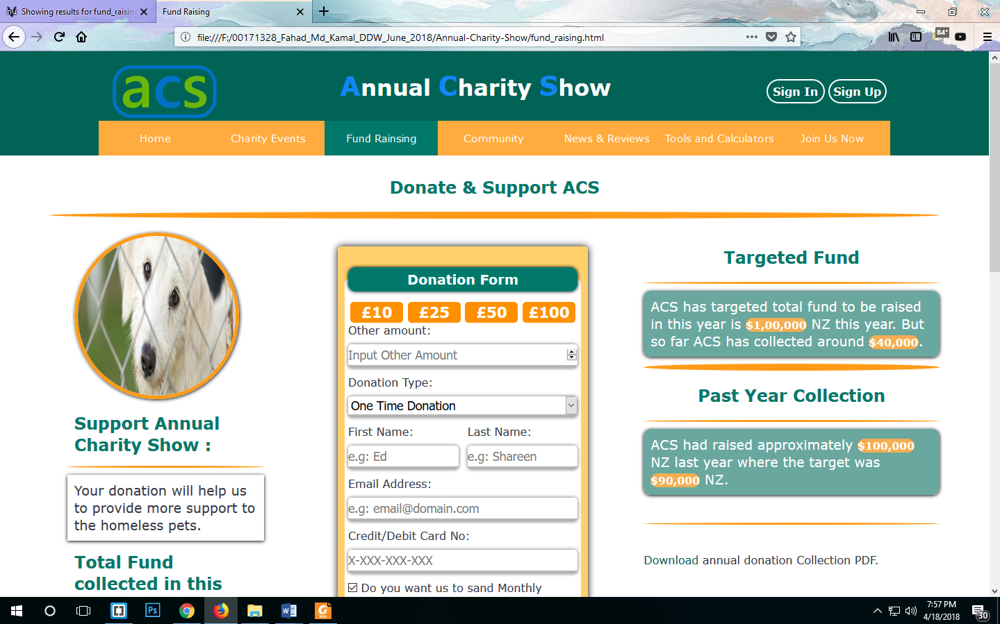 Showing results for fund_raisin
Fund Raising
file:///F:/00171328_Fahad_Md_Kamal_DDW_June_2018/Annual-Charity-Show/fund_raising.html
84°
acs
Annual Charity Show
Sign In
Sign Up
Home
Charity Events
Fund Rainsing
Community
News & Reviews
Tools and Calculators
Join Us Now
Donate & Support ACS
Support Annual
Charity Show :
Your donation will help us
to provide more support to
the homeless pets.
Total Fund
collected in this
Donation Form
£10
£25
£50
£100
Other amount:
Input Other Amount
Donation Type:
One Time Donation
First Name:
Last Name:
e.g: Ed
e.g: Shareen
Email Address:
e.g: email@domain.com
Credit/Debit Card No:
X-XXX-XXX-XXX
Do you want us to sand Monthly
Targeted Fund
ACS has targeted total fund to be raised
in this year is $1,00,000 NZ this year. But
so far ACS has collected around $40,000.
Past Year Collection
ACS had raised approximately $100,000
NZ last year where the target was
$90,000 NZ.
Download annual donation Collection PDF.
Ps
W
PDF
7:57 PM
4/18/2018
30